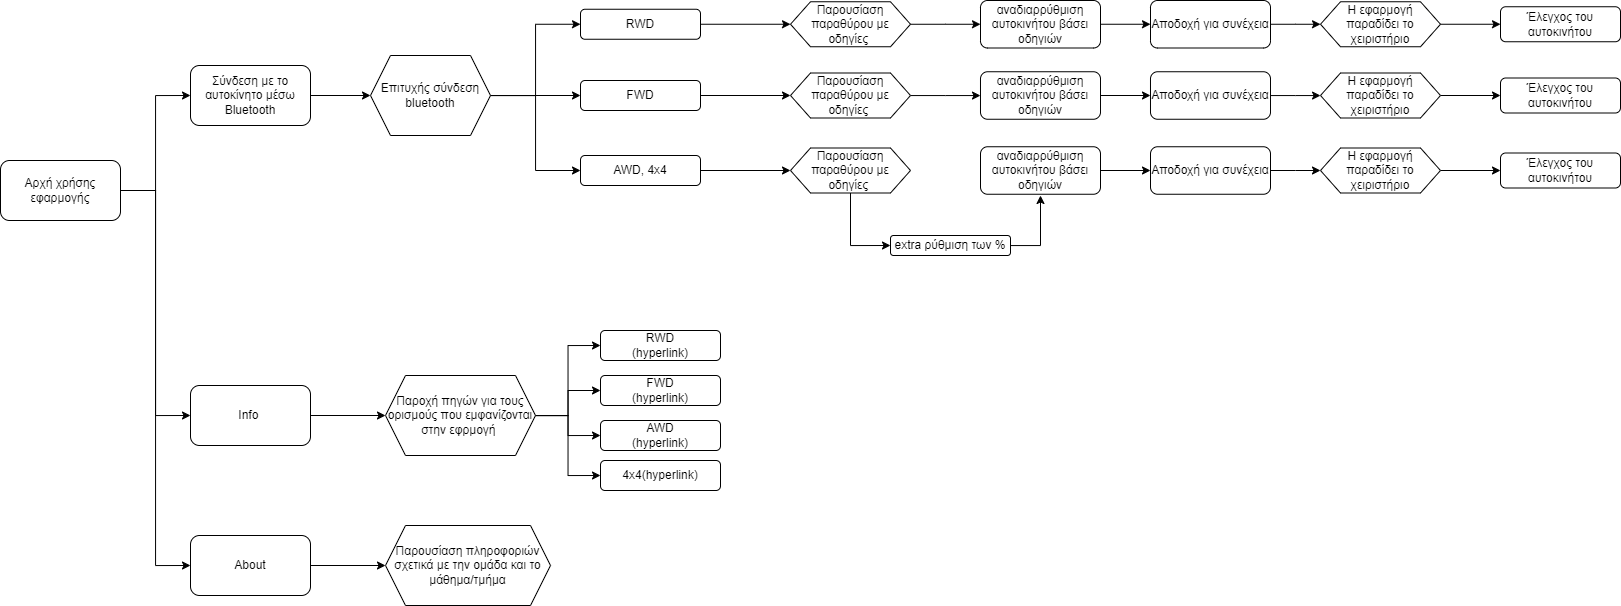 RWD
Παρουσίαση
παραθύρου με
οδηγίες
αναδιαρρύθμιση
αυτοκινήτου βάσει
οδηγιών
Αποδοχή για συνέχεια
Η εφαρμογή
παραδίδει το
χειριστήριο
Έλεγχος του
αυτοκινήτου
Σύνδεση με το
αυτοκίνητο μέσω
Bluetooth
Επιτυχής σύνδεση
bluetooth
FWD
Παρουσίαση
παραθύρου με
οδηγίες
αναδιαρρύθμιση
αυτοκινήτου βάσει
οδηγιών
Αποδοχή για συνέχεια
Η εφαρμογή
παραδίδει το
χειριστήριο
Έλεγχος του
αυτοκινήτου
AWD, 4x4
Παρουσίαση
παραθύρου με
οδηγίες
αναδιαρρύθμιση
αυτοκινήτου βάσει
οδηγιών
Αποδοχή για συνέχεια
Η εφαρμογή
παραδίδει το
χειριστήριο
Έλεγχος του
αυτοκινήτου
Αρχή χρήσης
εφαρμογής
extra ρύθμιση των %
RWD
(hyperlink)
FWD
(hyperlink)
Info
Παροχή πηγών για τους
ορισμούς που εμφανίζονται
στην εφρμογή
AWD
(hyperlink)
4x4(hyperlink)
About
Παρουσίαση πληροφοριών
σχετικά με την ομάδα και το
μάθημα/τμήμα